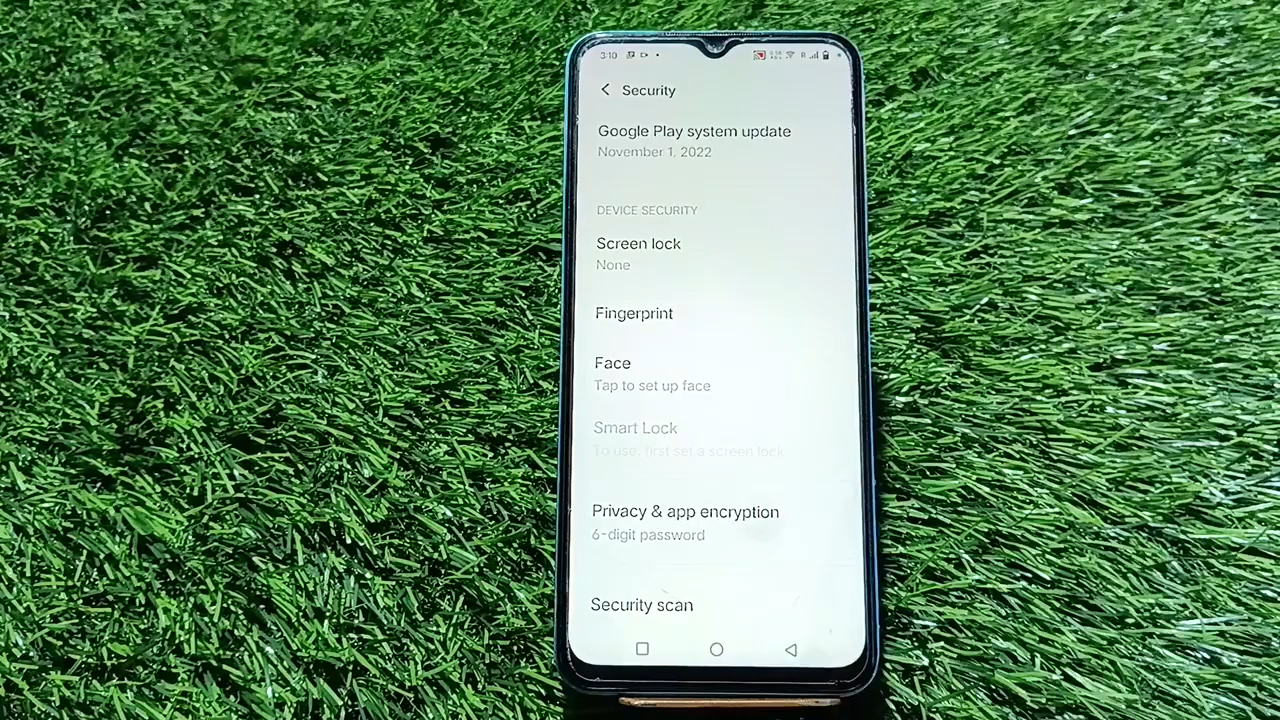 3:10
R
Security
Google Play system update
November 1, 2022
DEVICE SECURITY
Screen lock
None
Fingerprint
Face
Tap to set up face
Smart Lock
To use, first set a screen lock
Privacy & app encryption
6-digit password
Security scan